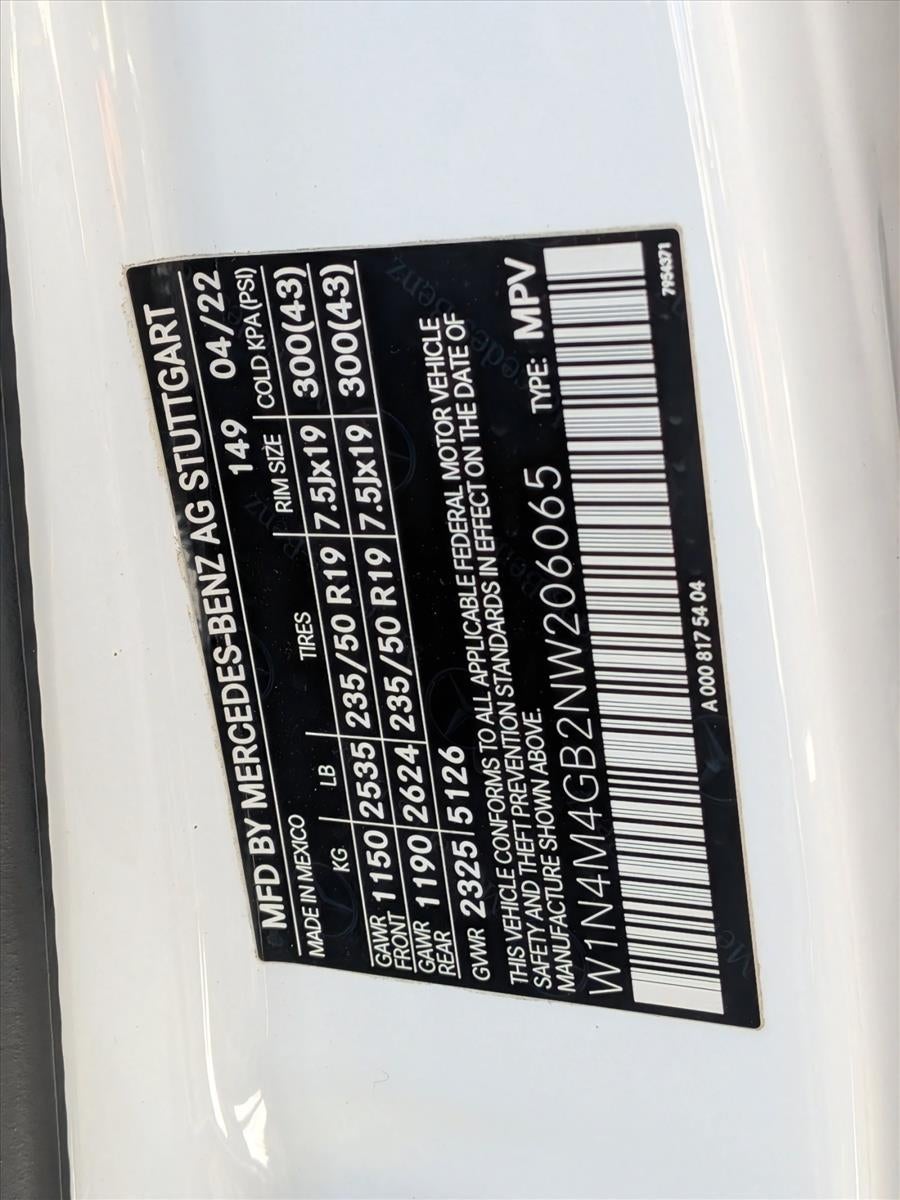 MFD BY MERCEDES-BENZ AG STUTTGART
MADE IN MEXICO 149 04/22
KG LB TIRES RIM SIZE COLD KPA (PSI)
GAWR FRONT 1150 2535 235/50 R19 7.5Jx19 300(43)
GAWR REAR 1190 2624 235/50 R19 7.5Jx19 300(43)
GVWR 2325 5126
THIS VEHICLE CONFORMS TO ALL APPLICABLE FEDERAL MOTOR VEHICLE
SAFETY AND THEFT PREVENTION STANDARDS IN EFFECT ON THE DATE OF
MANUFACTURE SHOWN ABOVE.
W1N4M4GB2NW206065 TYPE: MPV
A 000 817 54 04 7954371